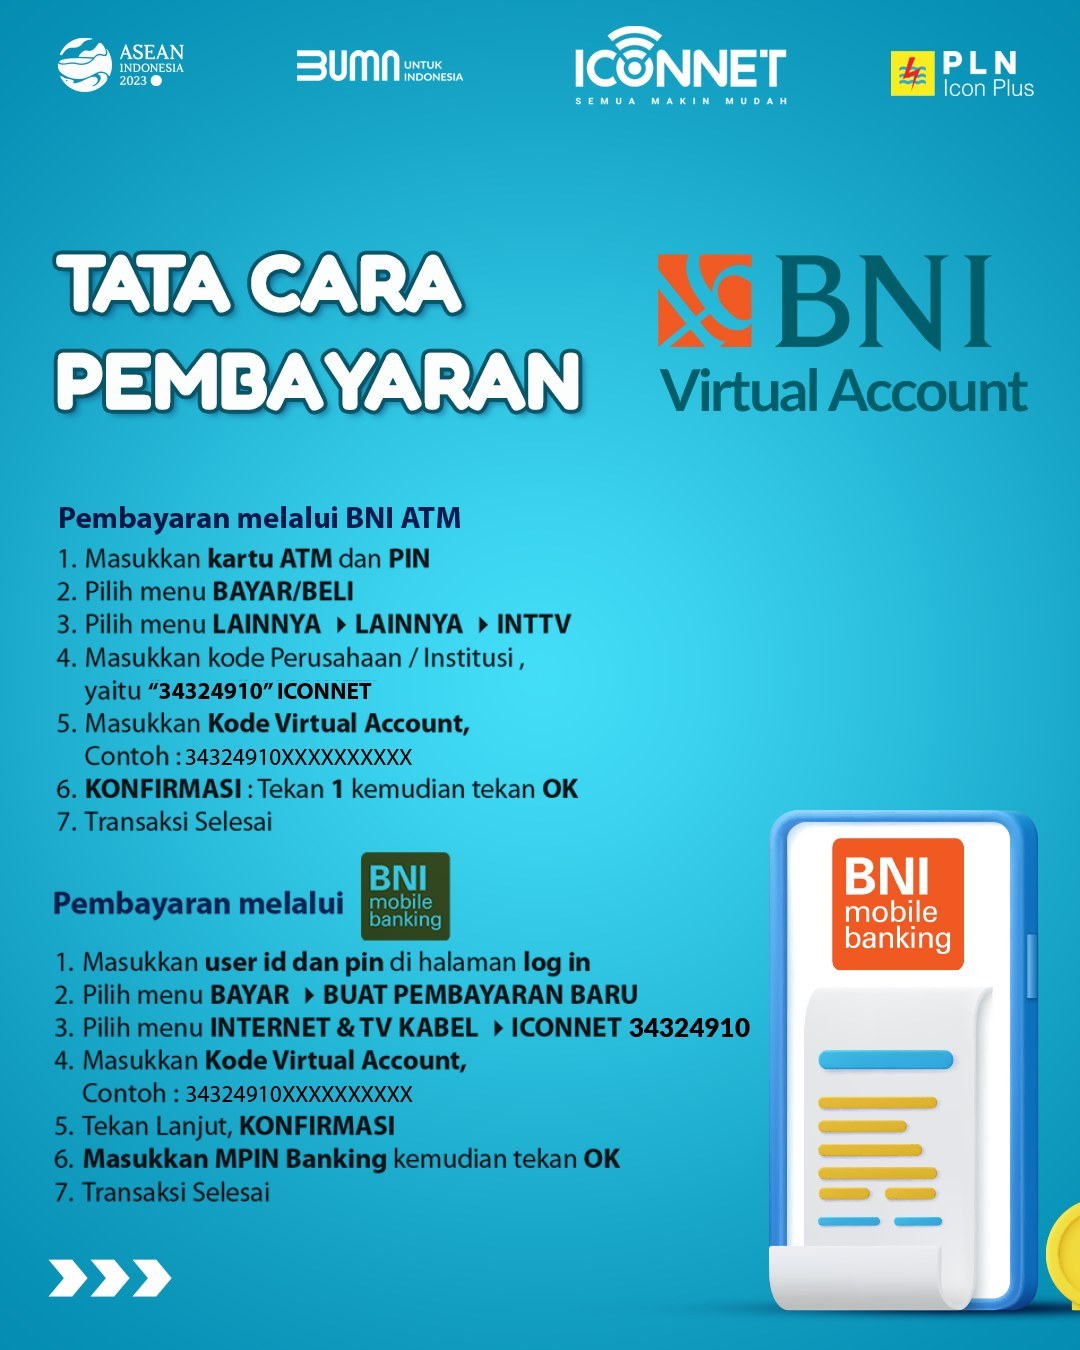 ASEAN
INDONESIA
2023
BUMN UNTUK
INDONESIA
ICONNET
SEMUA MAKIN MUDAH
PLN
Icon Plus
TATA CARA
PEMBAYARAN
BNI
Virtual Account
Pembayaran melalui BNI ATM
1. Masukkan kartu ATM dan PIN
2. Pilih menu BAYAR/BELI
3. Pilih menu LAINNYA ▸ LAINNYA ▸ INTTV
4. Masukkan kode Perusahaan / Institusi ,
yaitu “34324910” ICONNET
5. Masukkan Kode Virtual Account,
Contoh : 34324910XXXXXXXXXX
6. KONFIRMASI : Tekan 1 kemudian tekan OK
7. Transaksi Selesai
Pembayaran melalui
BNI
mobile
banking
1. Masukkan user id dan pin di halaman log in
2. Pilih menu BAYAR ▸ BUAT PEMBAYARAN BARU
3. Pilih menu INTERNET & TV KABEL ▸ ICONNET 34324910
4. Masukkan Kode Virtual Account,
Contoh : 34324910XXXXXXXXXX
5. Tekan Lanjut, KONFIRMASI
6. Masukkan MPIN Banking kemudian tekan OK
7. Transaksi Selesai
BNI
mobile
banking